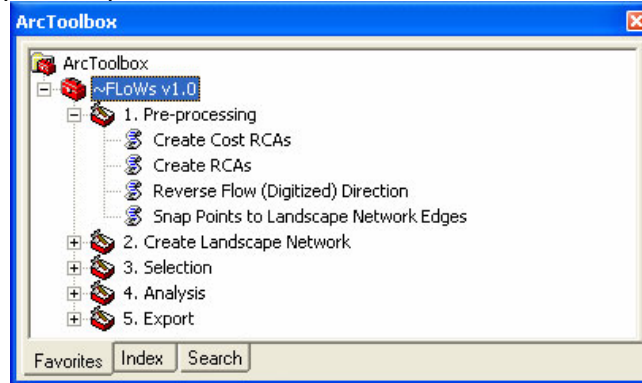 ArcToolbox
ArcToolbox
~FLoWs v1.0
1. Pre-processing
Create Cost RCAs
Create RCAs
Reverse Flow (Digitized) Direction
Snap Points to Landscape Network Edges
2. Create Landscape Network
3. Selection
4. Analysis
5. Export
Favorites Index Search